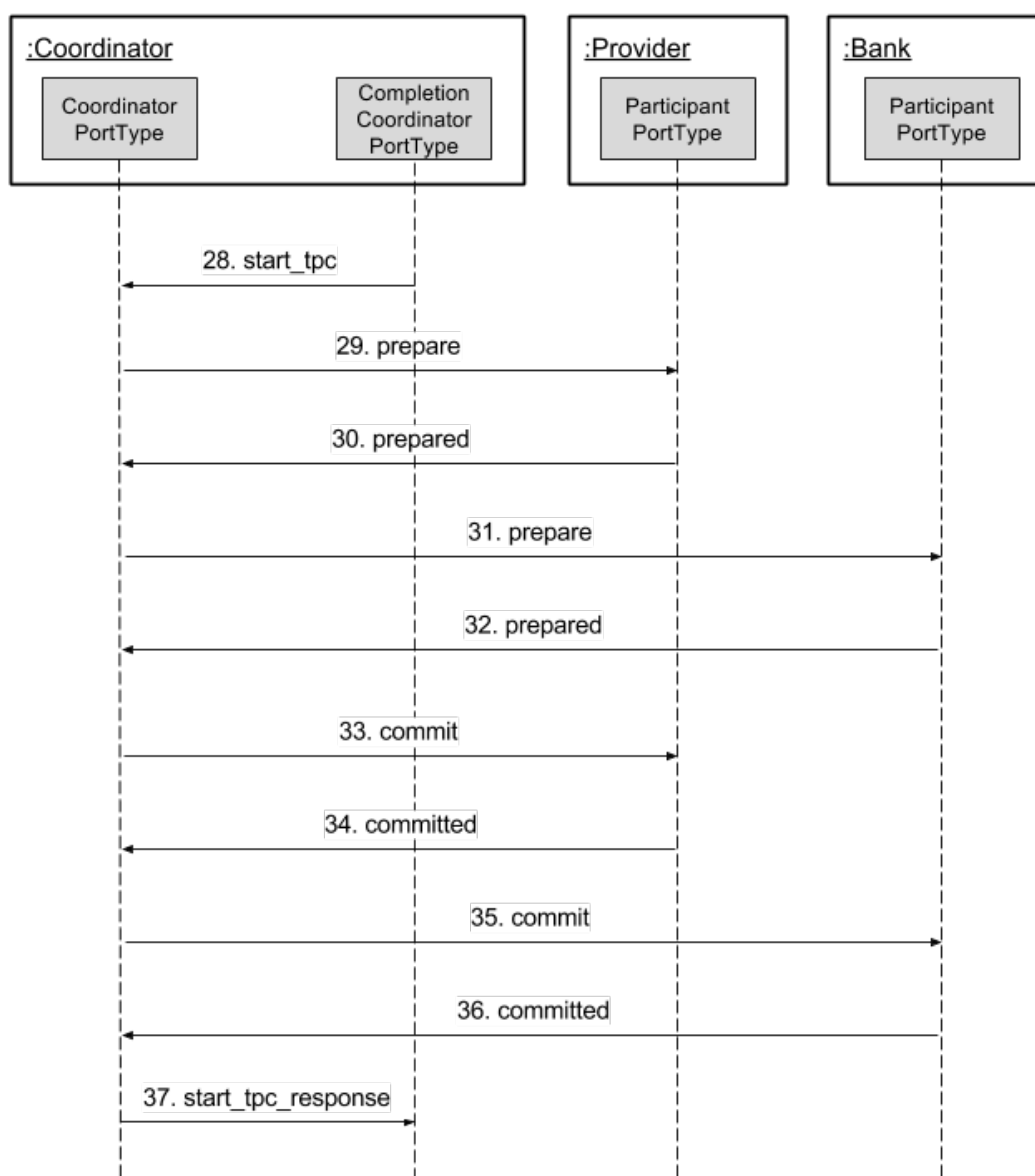 :Coordinator
Coordinator
PortType
Completion
Coordinator
PortType
:Provider
Participant
PortType
:Bank
Participant
PortType
28. start_tpc
29. prepare
30. prepared
31. prepare
32. prepared
33. commit
34. committed
35. commit
36. committed
37. start_tpc_response